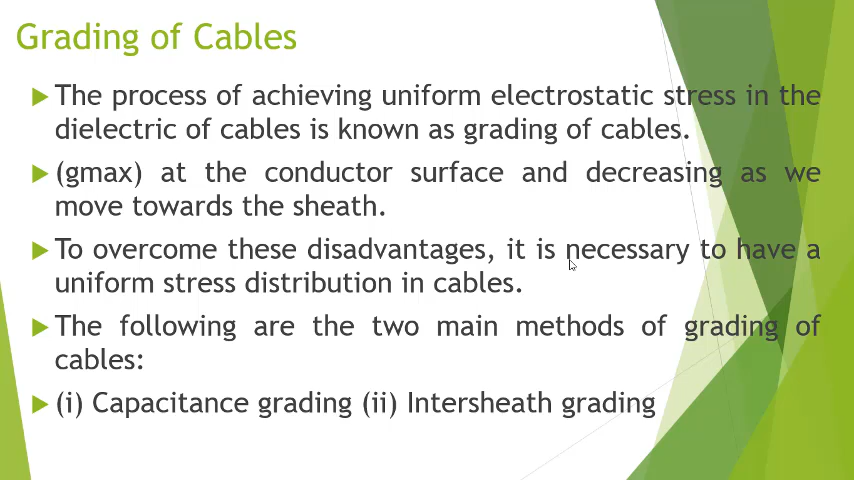 Grading of Cables
The process of achieving uniform electrostatic stress in the
dielectric of cables is known as grading of cables.
(gmax) at the conductor surface and decreasing as we
move towards the sheath.
To overcome these disadvantages, it is necessary to have a
uniform stress distribution in cables.
The following are the two main methods of grading of
cables:
(i) Capacitance grading (ii) Intersheath grading